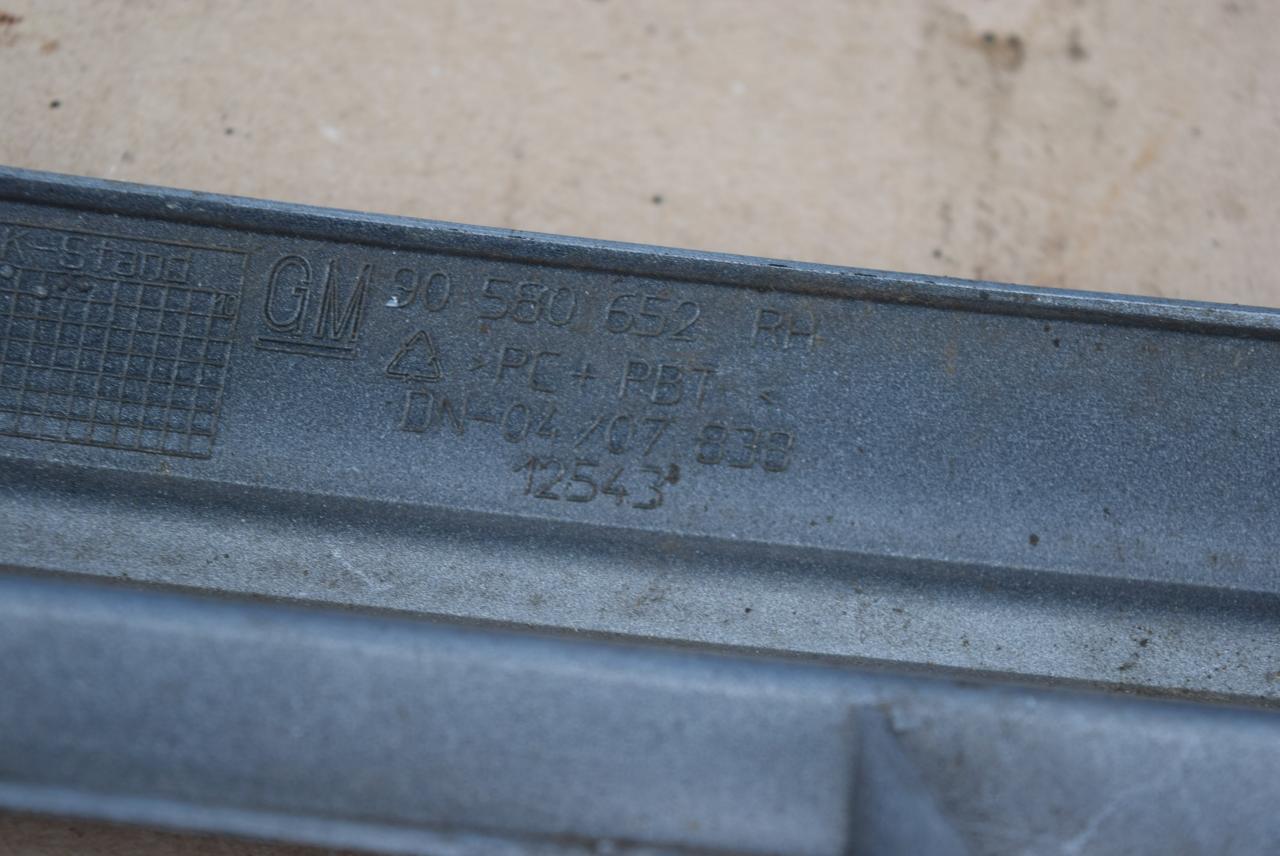 K-Stand
GM 90 580 652 RH
>PC + PBT <
DN-04/07 838
12543